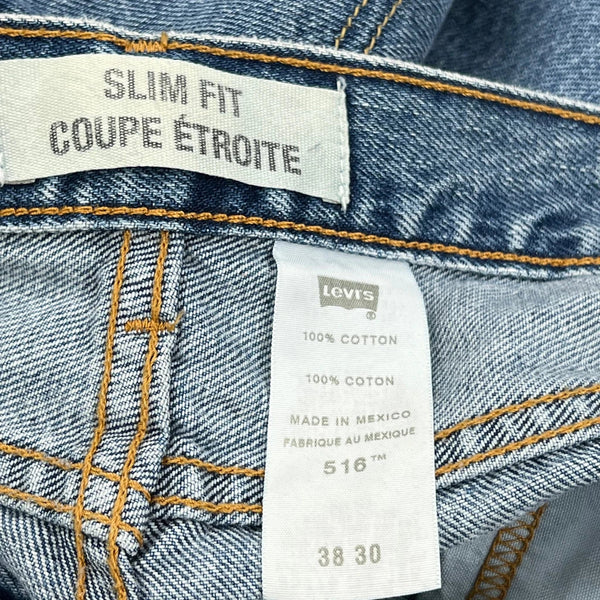 SLIM FIT
COUPE ÉTROITE
Levi's ®
100% COTTON
100% COTON
MADE IN MEXICO
FABRIQUE AU MEXIQUE
516™
38 30